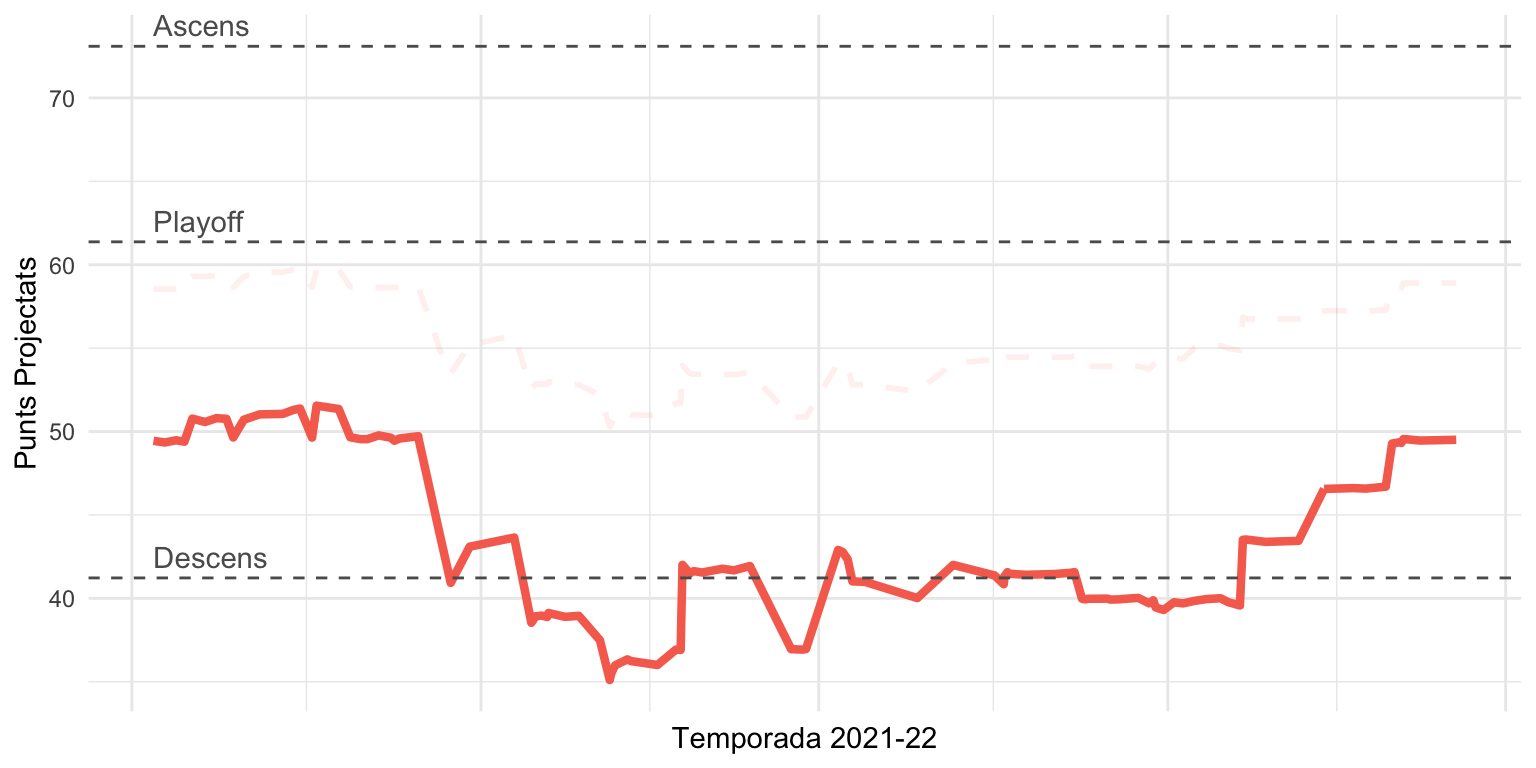 Ascens
70
Playoff
60
50
Descens
40
Punts Projectats
Temporada 2021-22